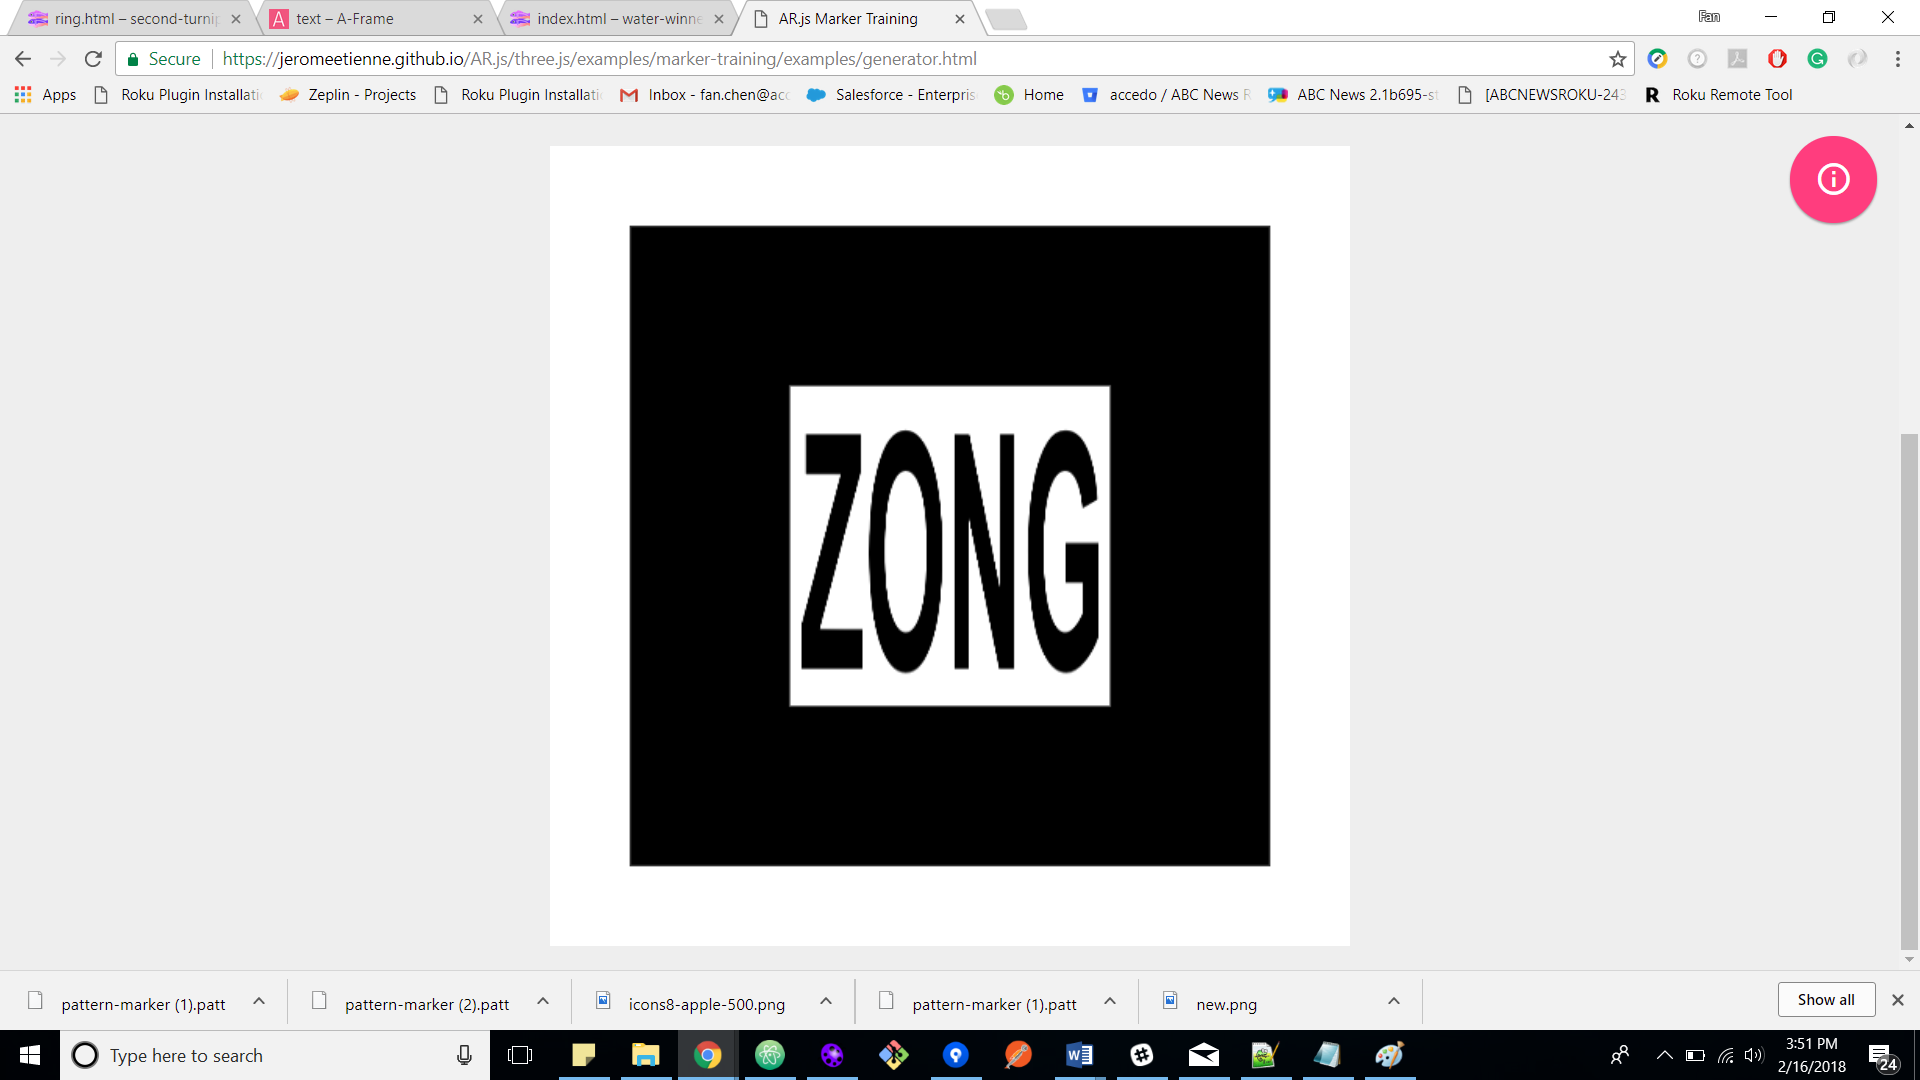 ring.html – second-turnip
text – A-Frame
index.html – water-winne
AR.js Marker Training
Fan
Secure
https://jeromeetienne.github.io/AR.js/three.js/examples/marker-training/examples/generator.html
Apps
Roku Plugin Installati
Zeplin - Projects
Roku Plugin Installati
Inbox - fan.chen@acc
Salesforce - Enterpris
Home
accedo / ABC News R
ABC News 2.1b695-st
[ABCNEWSROKU-243
R
Roku Remote Tool
ZONG
pattern-marker (1).patt
pattern-marker (2).patt
icons8-apple-500.png
pattern-marker (1).patt
new.png
Show all
Type here to search
3:51 PM
2/16/2018
24